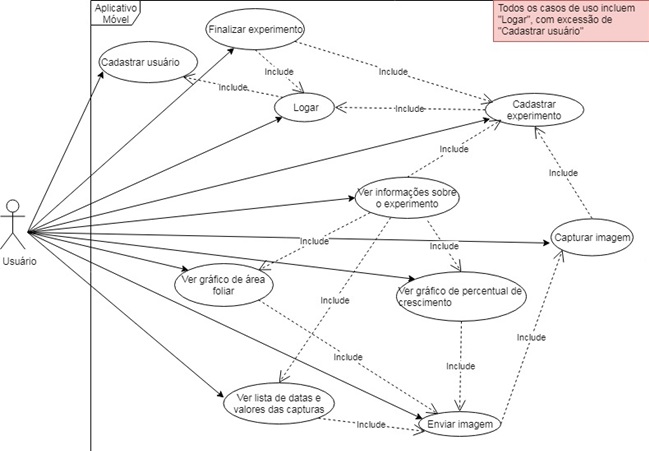 Aplicativo
Móvel
Todos os casos de uso incluem
"Logar", com excessão de
"Cadastrar usuário"
Finalizar experimento
Cadastrar usuário
Include
Include
Include
Logar
Include
Cadastrar
experimento
Include
Include
Ver informações sobre
o experimento
Usuário
Include
Include
Capturar imagem
Ver gráfico de área
foliar
Ver gráfico de percentual de
crescimento
Include
Include
Include
Include
Ver lista de datas e
valores das capturas
Include
Enviar imagem